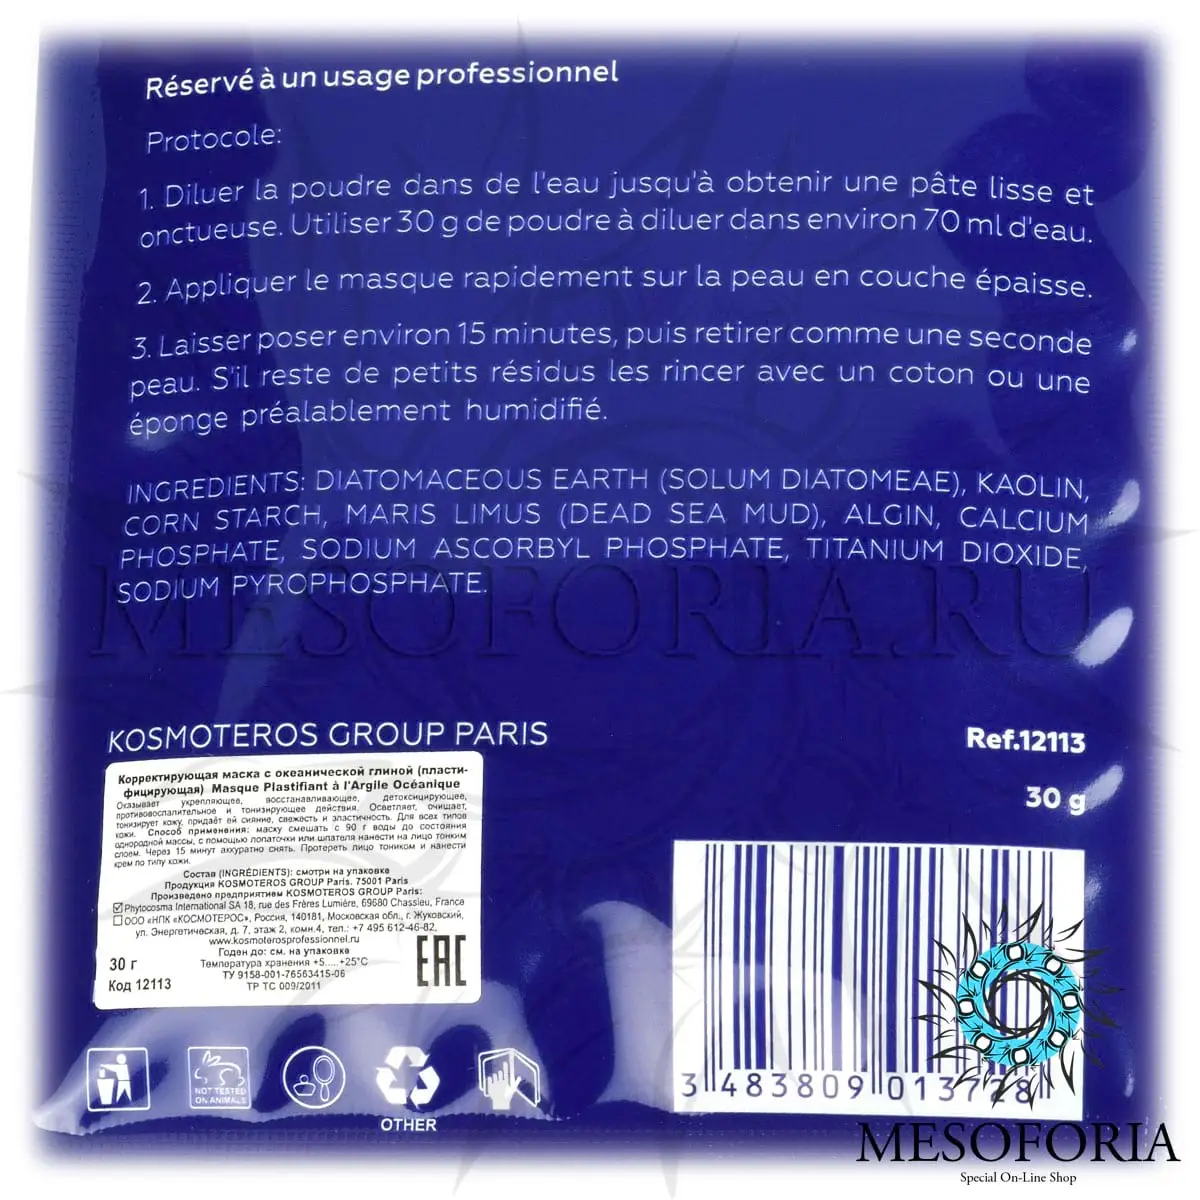 Réservé à un usage professionnel
Protocole:
1. Diluer la poudre dans de l'eau jusqu'à obtenir une pâte lisse et
onctueuse. Utiliser 30 g de poudre à diluer dans environ 70 ml d'eau.
2. Appliquer le masque rapidement sur la peau en couche épaisse.
3. Laisser poser environ 15 minutes, puis retirer comme une seconde
peau. S'il reste de petits résidus les rincer avec un coton ou une
éponge préalablement humidifié.
INGREDIENTS: DIATOMACEOUS EARTH (SOLUM DIATOMEAE), KAOLIN,
CORN STARCH, MARIS LIMUS (DEAD SEA MUD), ALGIN, CALCIUM
PHOSPHATE, SODIUM ASCORBYL PHOSPHATE, TITANIUM DIOXIDE,
SODIUM PYROPHOSPHATE.
MESOFORIA.RU
KOSMOTEROS GROUP PARIS
Ref.12113
30 g
Корректирующая маска с океанической глиной (пласти-
фицирующая) Masque Plastifiant à l'Argile Océanique
Оказывает укрепляющее, восстанавливающее, детоксицирующее,
противовоспалительное и тонизирующее действия. Осветляет, очищает,
тонизирует кожу, придаёт ей сияние, свежесть и эластичность. Для всех типов
кожи. Способ применения: маску смешать с 90 г воды до состояния
однородной массы, с помощью лопаточки или шпателя нанести на лицо тонким
слоем. Через 15 минут аккуратно снять. Протереть лицо тоником и нанести
крем по типу кожи.
Состав (INGRÉDIENTS): смотри на упаковке
Продукция KOSMOTEROS GROUP Paris. 75001 Paris
Произведено предприятием KOSMOTEROS GROUP Paris:
Phytocosma International SA 18, rue des Frères Lumière, 69680 Chassieu, France
ООО «НПК «КОСМОТЕРОС», Россия, 140181, Московская обл., г. Жуковский,
ул. Энергетическая, д. 7, этаж 2, комн.4, тел.: +7 495 612-46-82,
www.kosmoterosprofessionnel.ru
Годен до: см. на упаковке
30 г
Температура хранения +5.....+25°C
Код 12113
ТУ 9158-001-76563415-06
ТР ТС 009/2011
EAC
NOT TESTED
ON ANIMALS
OTHER
3 483809 013728
MESOFORIA
Special On-Line Shop